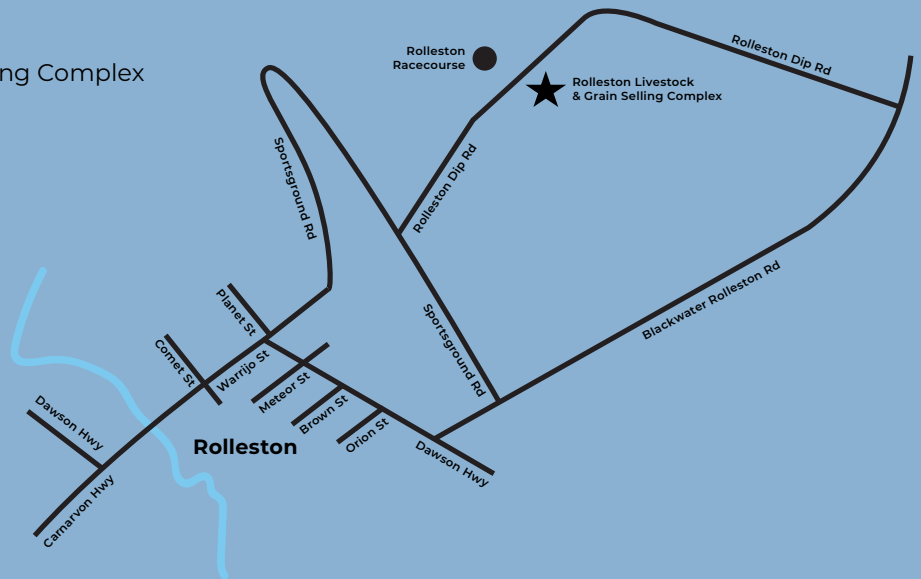 ng Complex
Rolleston
Racecourse
Rolleston Livestock
& Grain Selling Complex
Rolleston Dip Rd
Rolleston Dip Rd
Sportsground Rd
Sportsground Rd
Blackwater Rolleston Rd
Planet St
Comet St
Warrijo St
Meteor St
Brown St
Orion St
Dawson Hwy
Dawson Hwy
Rolleston
Carnarvon Hwy